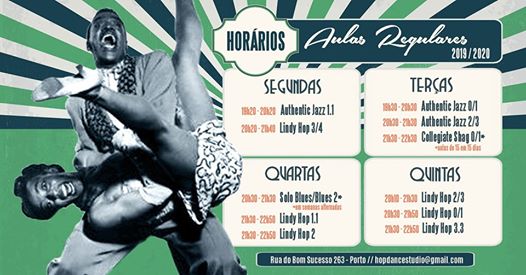 HORÁRIOS
Aulas Regulares
2019 / 2020
SEGUNDAS
19h20 - 20h20 Authentic Jazz 1.1
20h20 - 21h40 Lindy Hop 3/4
TERÇAS
19h30 - 20h30 Authentic Jazz 0/1
20h30 - 21h30 Authentic Jazz 2/3
21h30 - 22h30 Collegiate Shag 0/1*
*aulas de 15 em 15 dias
QUARTAS
20h30 - 21h30 Solo Blues/Blues 2*
*em semanas alternadas
21h30 - 22h50 Lindy Hop 1.1
21h30 - 22h50 Lindy Hop 2
QUINTAS
20h10 - 21h30 Lindy Hop 2/3
20h30 - 21h50 Lindy Hop 0/1
21h30 - 22h50 Lindy Hop 3.3
Rua do Bom Sucesso 263 - Porto // hopdancestudio@gmail.com